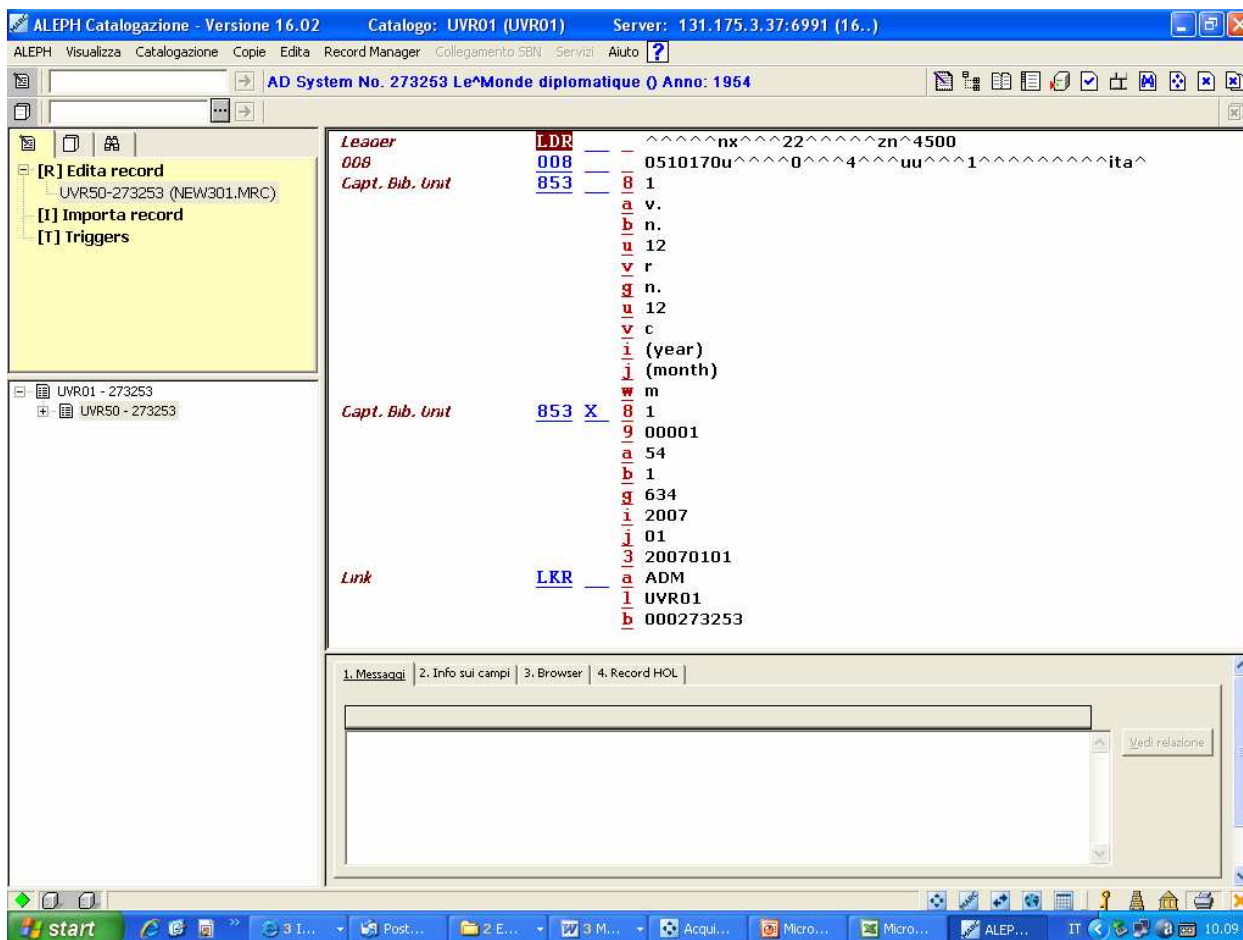 ALEPH Catalogazione - Versione 16.02 Catalogo: UVR01 (UVR01) Server: 131.175.3.37:6991 (16..)
ALEPH Visualizza Catalogazione Copie Edita Record Manager Collegamento SBN Servizi Aiuto ?
AD System No. 273253 Le^Monde diplomatique () Anno: 1954
...
[R] Edita record
UVR50-273253 (NEW301.MRC)
[I] Importa record
[T] Triggers
UVR01 - 273253
UVR50 - 273253
Leader LDR ^^^^^nx^^^22^^^^^zn^4500
008 008 0510170u^^^^0^^^4^^^uu^^^1^^^^^^^^^ita^
Capt. Bib. Unit 853 8 1
a v.
b n.
u 12
v r
g n.
u 12
v c
i (year)
j (month)
w m
Capt. Bib. Unit 853 X 8 1
9 00001
a 54
b 1
g 634
i 2007
j 01
3 20070101
Link LKR a ADM
l UVR01
b 000273253
1. Messaggi 2. Info sui campi 3. Browser 4. Record HOL
Vedi relazione
start 3 I... Post... 2 E... 3 M... Acqui... Micro... Micro... ALEP... IT 10.09